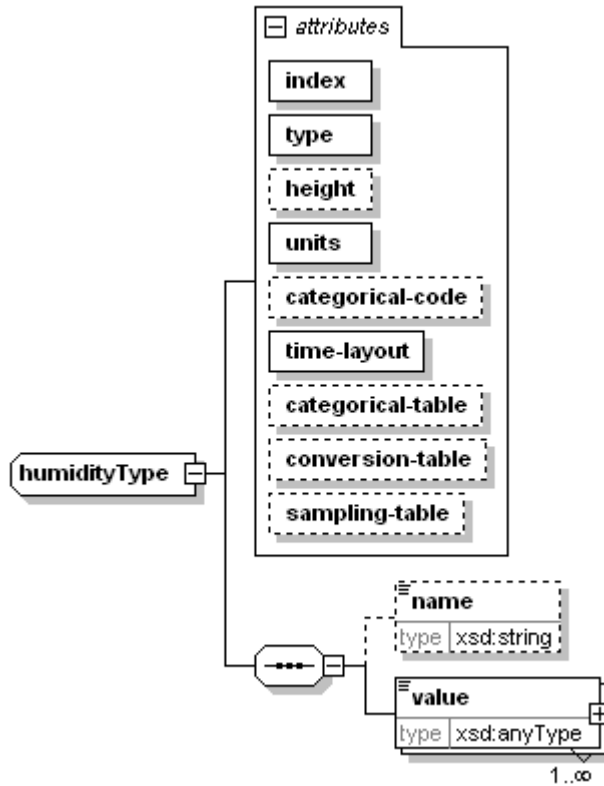 attributes
index
type
height
units
categorical-code
time-layout
categorical-table
conversion-table
sampling-table
humidityType
name
type xsd:string
value
type xsd:anyType
1..∞